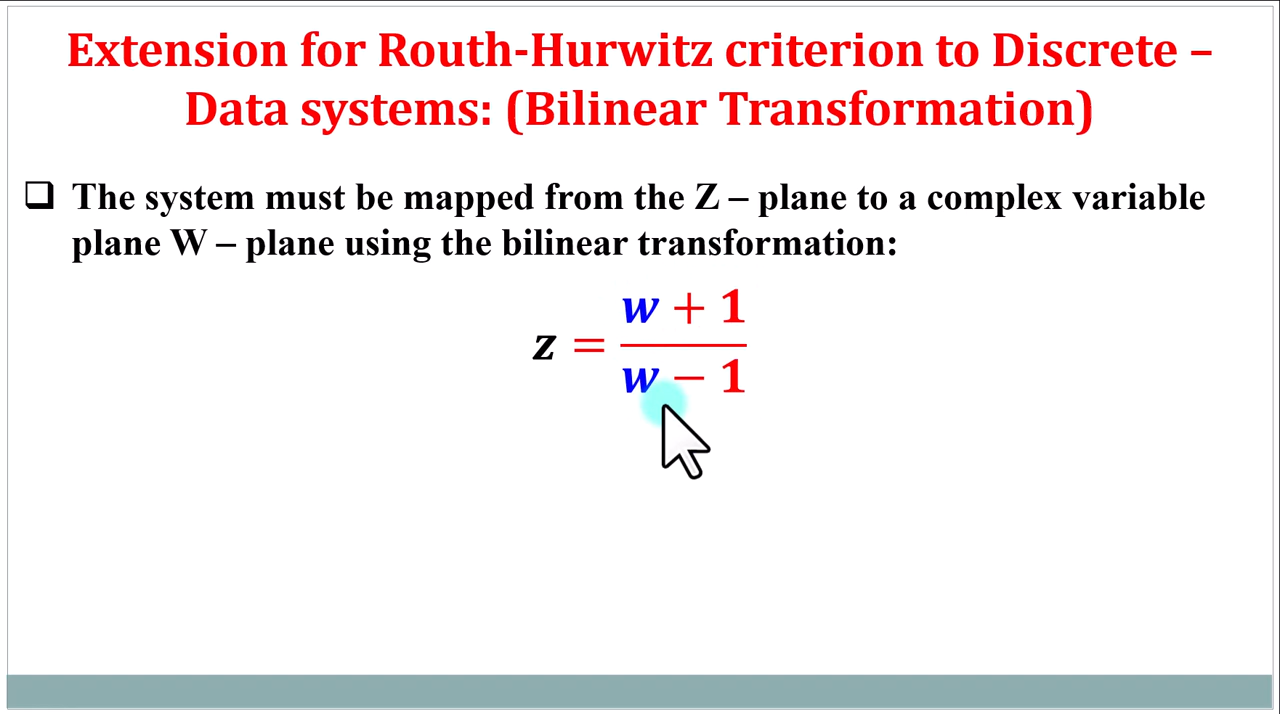 Extension for Routh-Hurwitz criterion to Discrete –
Data systems: (Bilinear Transformation)
❑ The system must be mapped from the Z – plane to a complex variable
plane W – plane using the bilinear transformation:
z = (w + 1) / (w − 1)